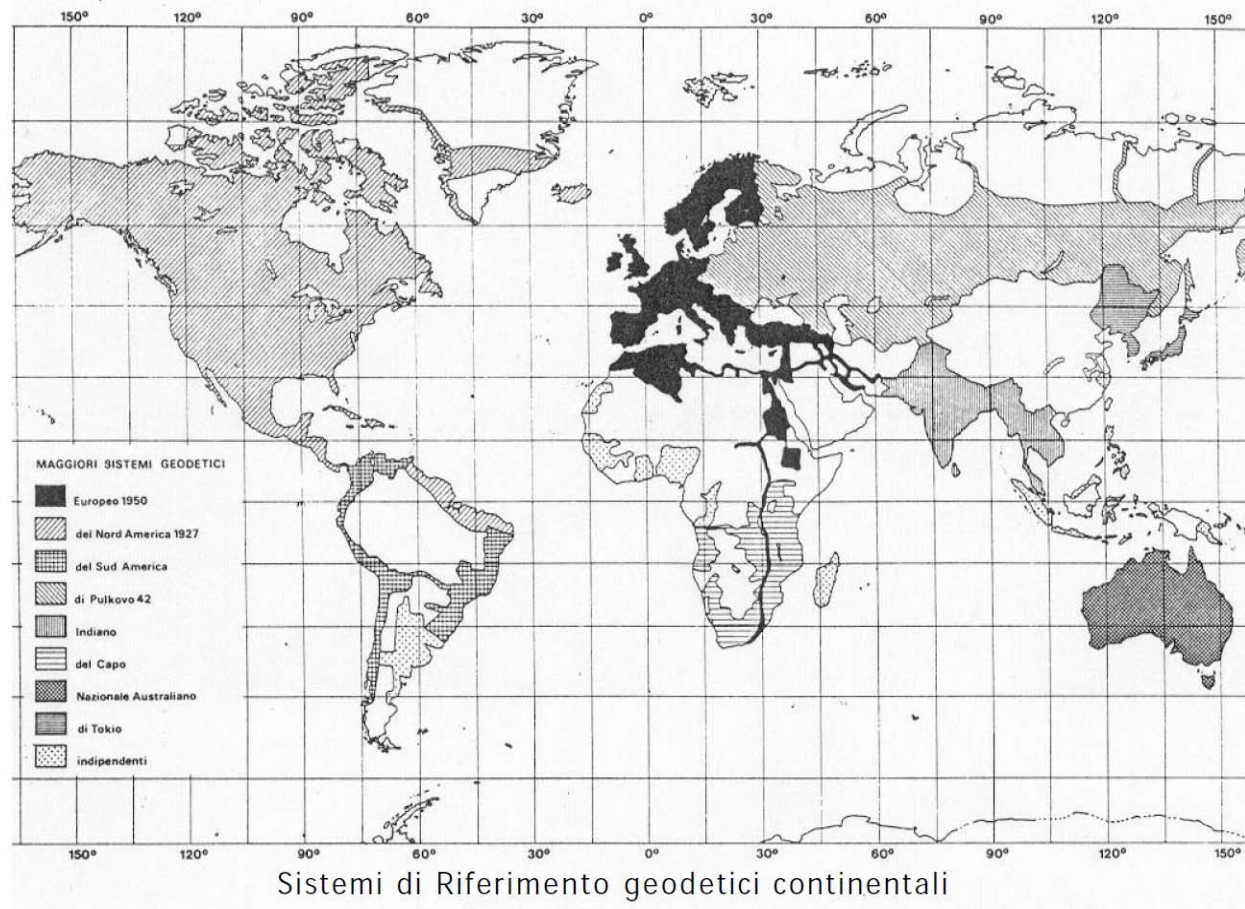 150° 120° 90° 60° 30° 0° 30° 60° 90° 120° 150°
MAGGIORI SISTEMI GEODETICI
Europeo 1950
del Nord America 1927
del Sud America
di Pulkovo 42
Indiano
del Capo
Nazionale Australiano
di Tokio
indipendenti
150° 120° 90° 60° 30° 0° 30° 60° 90° 120° 150°
Sistemi di Riferimento geodetici continentali